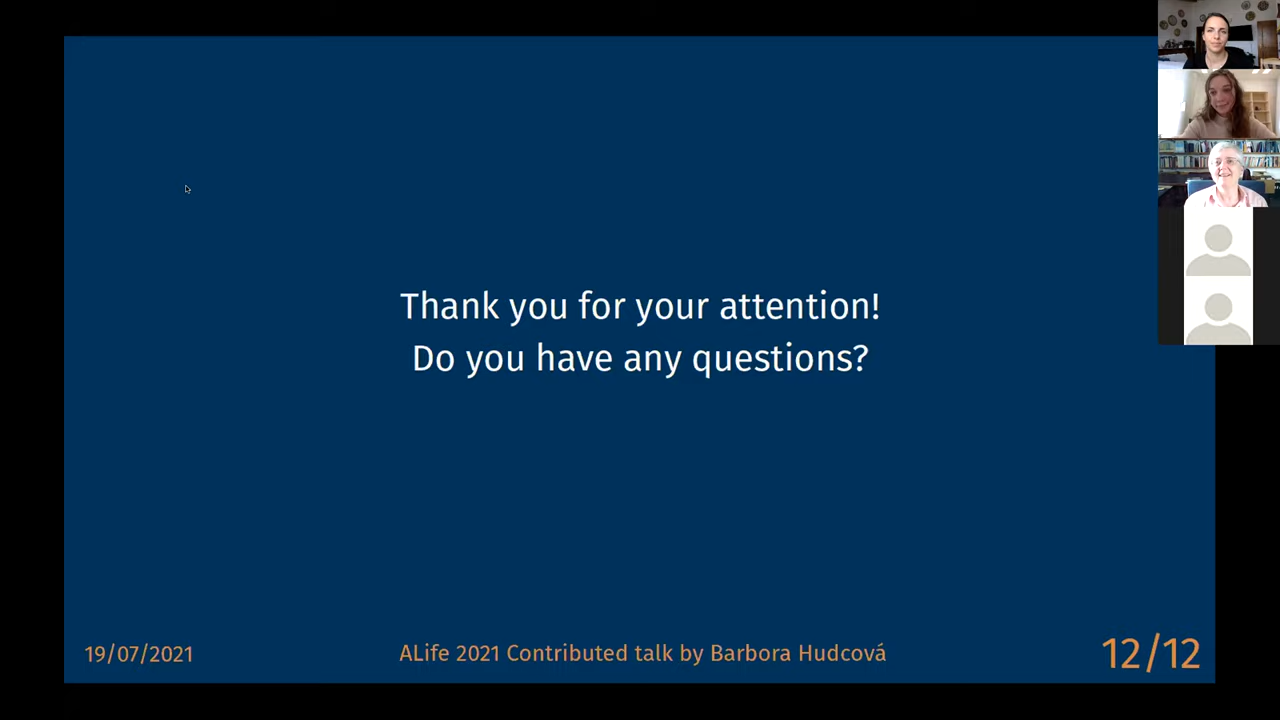 Thank you for your attention!
Do you have any questions?
19/07/2021
ALife 2021 Contributed talk by Barbora Hudcová
12/12